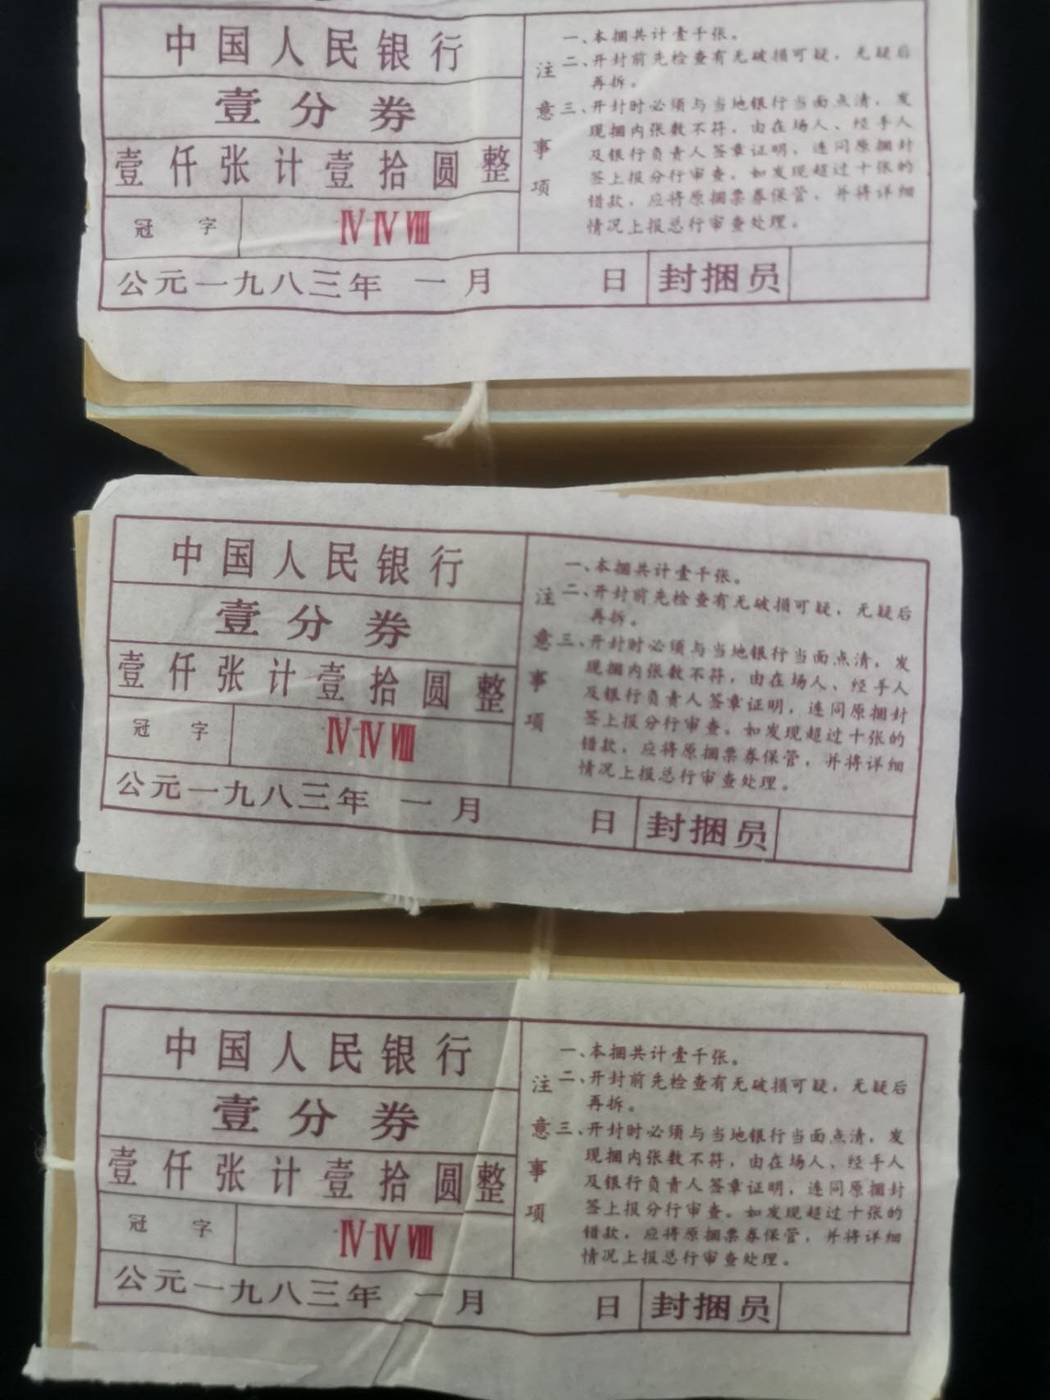 中国人民银行
壹分券
壹仟张计壹拾圆整
冠字 Ⅳ Ⅳ Ⅷ
公元一九八三年 一月 日 封捆员
注意事项
一、本捆共计壹千张。
二、开封前先检查有无破损可疑，无疑后
再拆。
三、开封时必须与当地银行当面点清，发
现捆内张数不符，由在场人、经手人
及银行负责人签章证明，连同原捆封
签上报分行审查。如发现超过十张的
错款，应将原捆票券保管，并将详细
情况上报总行审查处理。
中国人民银行
壹分券
壹仟张计壹拾圆整
冠字 Ⅳ Ⅳ Ⅷ
公元一九八三年 一月 日 封捆员
注意事项
一、本捆共计壹千张。
二、开封前先检查有无破损可疑，无疑后
再拆。
三、开封时必须与当地银行当面点清，发
现捆内张数不符，由在场人、经手人
及银行负责人签章证明，连同原捆封
签上报分行审查。如发现超过十张的
错款，应将原捆票券保管，并将详细
情况上报总行审查处理。
中国人民银行
壹分券
壹仟张计壹拾圆整
冠字 Ⅳ Ⅳ Ⅷ
公元一九八三年 一月 日 封捆员
注意事项
一、本捆共计壹千张。
二、开封前先检查有无破损可疑，无疑后
再拆。
三、开封时必须与当地银行当面点清，发
现捆内张数不符，由在场人、经手人
及银行负责人签章证明，连同原捆封
签上报分行审查。如发现超过十张的
错款，应将原捆票券保管，并将详细
情况上报总行审查处理。